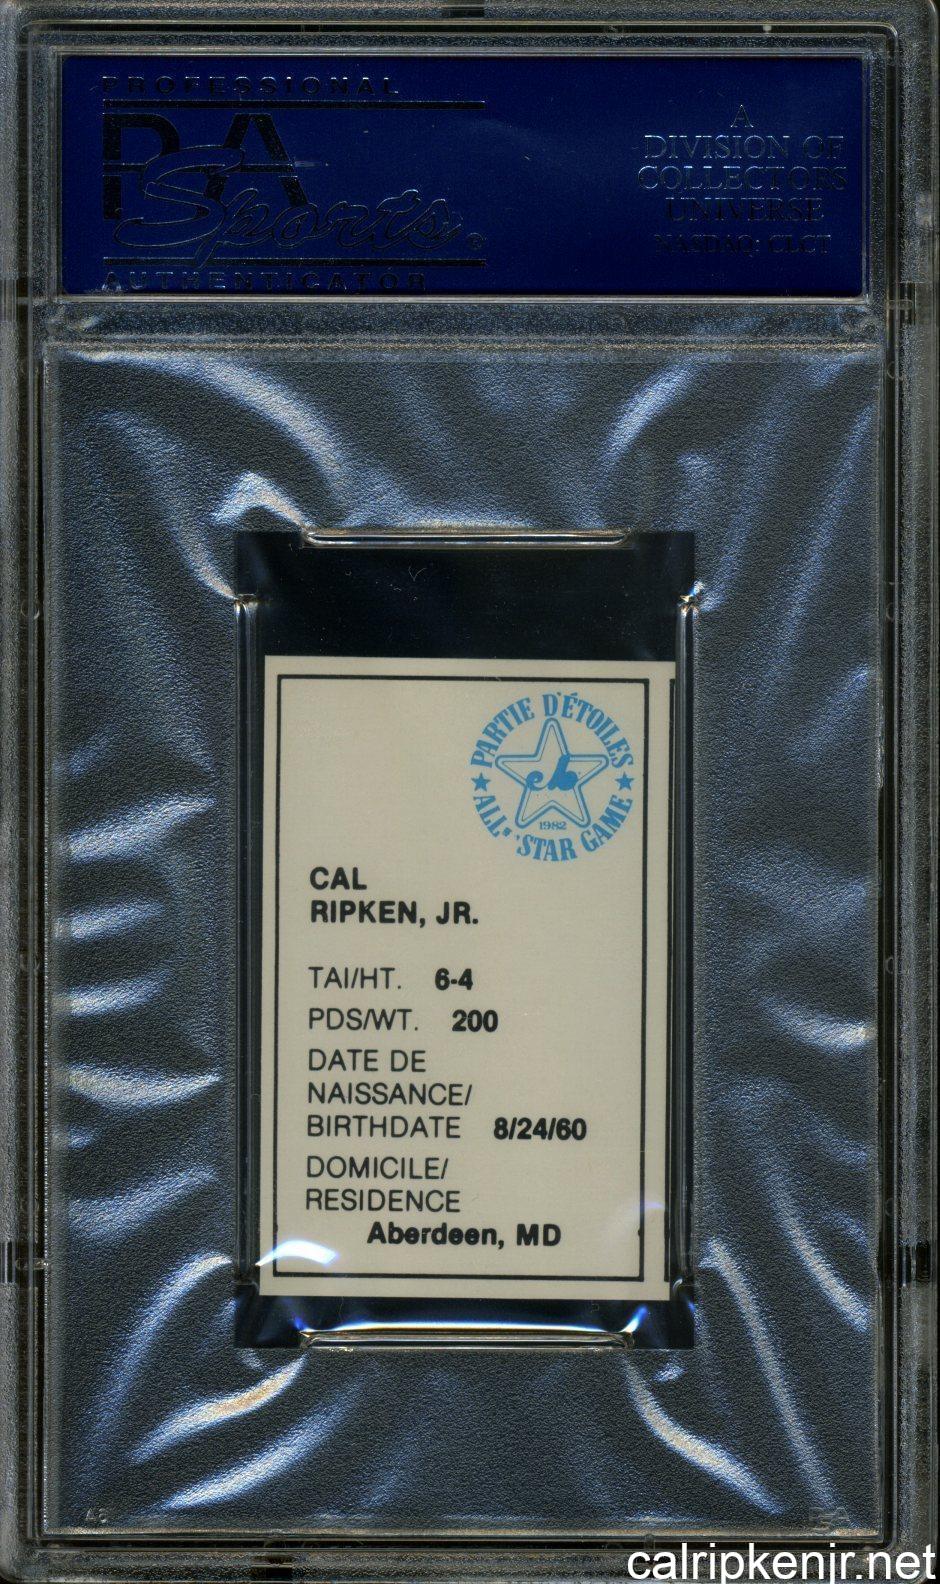 PROFESSIONAL
PSA
Sports®
AUTHENTICATOR
A
DIVISION OF
COLLECTORS
UNIVERSE
NASDAQ: CLCT
PARTIE D'ÉTOILES
eb
1982
ALL★STAR GAME
CAL
RIPKEN, JR.
TAI/HT. 6-4
PDS/WT. 200
DATE DE
NAISSANCE/
BIRTHDATE 8/24/60
DOMICILE/
RESIDENCE
Aberdeen, MD
PSA
calripkenjr.net